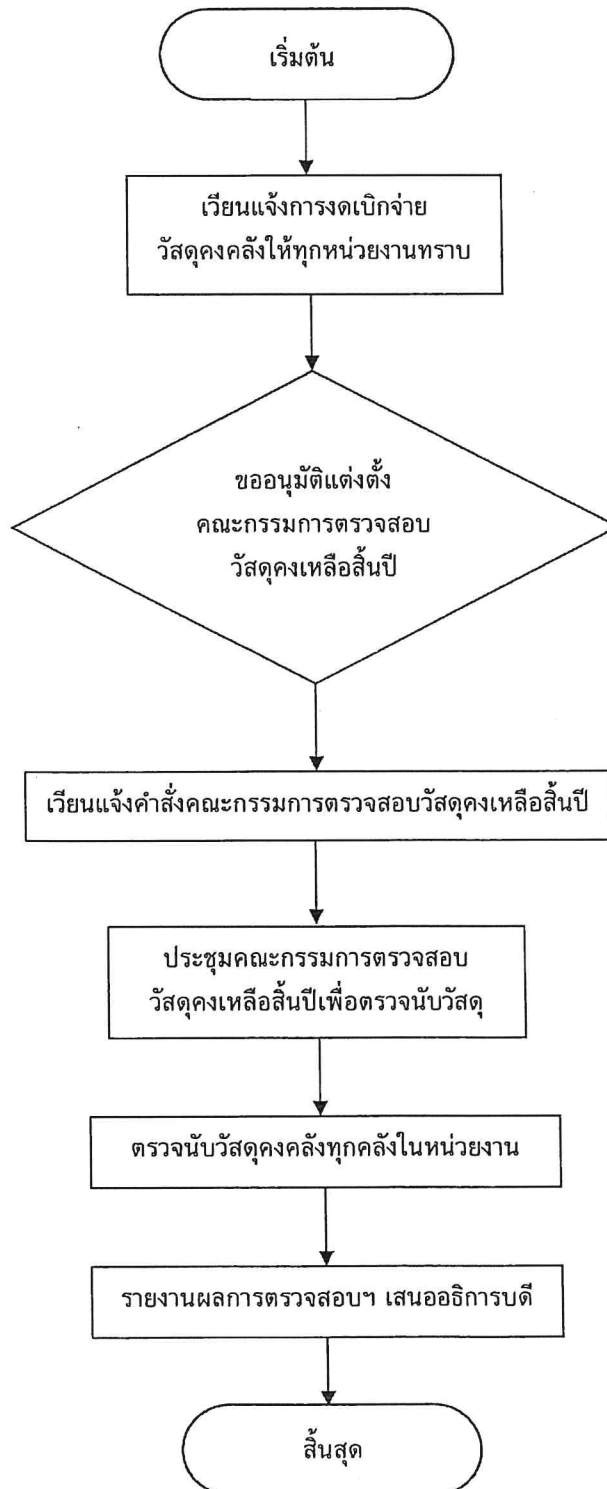 เริ่มต้น
เวียนแจ้งการงดเบิกจ่าย
วัสดุคงคลังให้ทุกหน่วยงานทราบ
ขออนุมัติแต่งตั้ง
คณะกรรมการตรวจสอบ
วัสดุคงเหลือสิ้นปี
เวียนแจ้งคำสั่งคณะกรรมการตรวจสอบวัสดุคงเหลือสิ้นปี
ประชุมคณะกรรมการตรวจสอบ
วัสดุคงเหลือสิ้นปีเพื่อตรวจนับวัสดุ
ตรวจนับวัสดุคงคลังทุกคลังในหน่วยงาน
รายงานผลการตรวจสอบฯ เสนออธิการบดี
สิ้นสุด